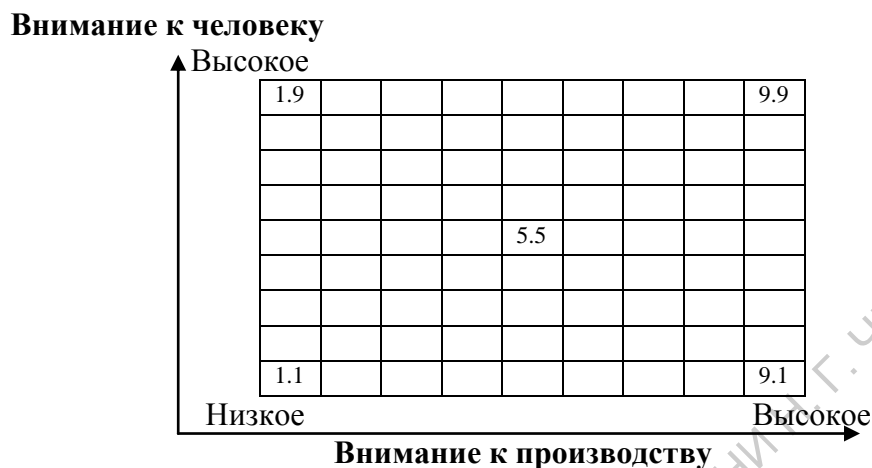 Внимание к человеку
Высокое
1.9 9.9
5.5
1.1 9.1
Низкое Высокое
Внимание к производству